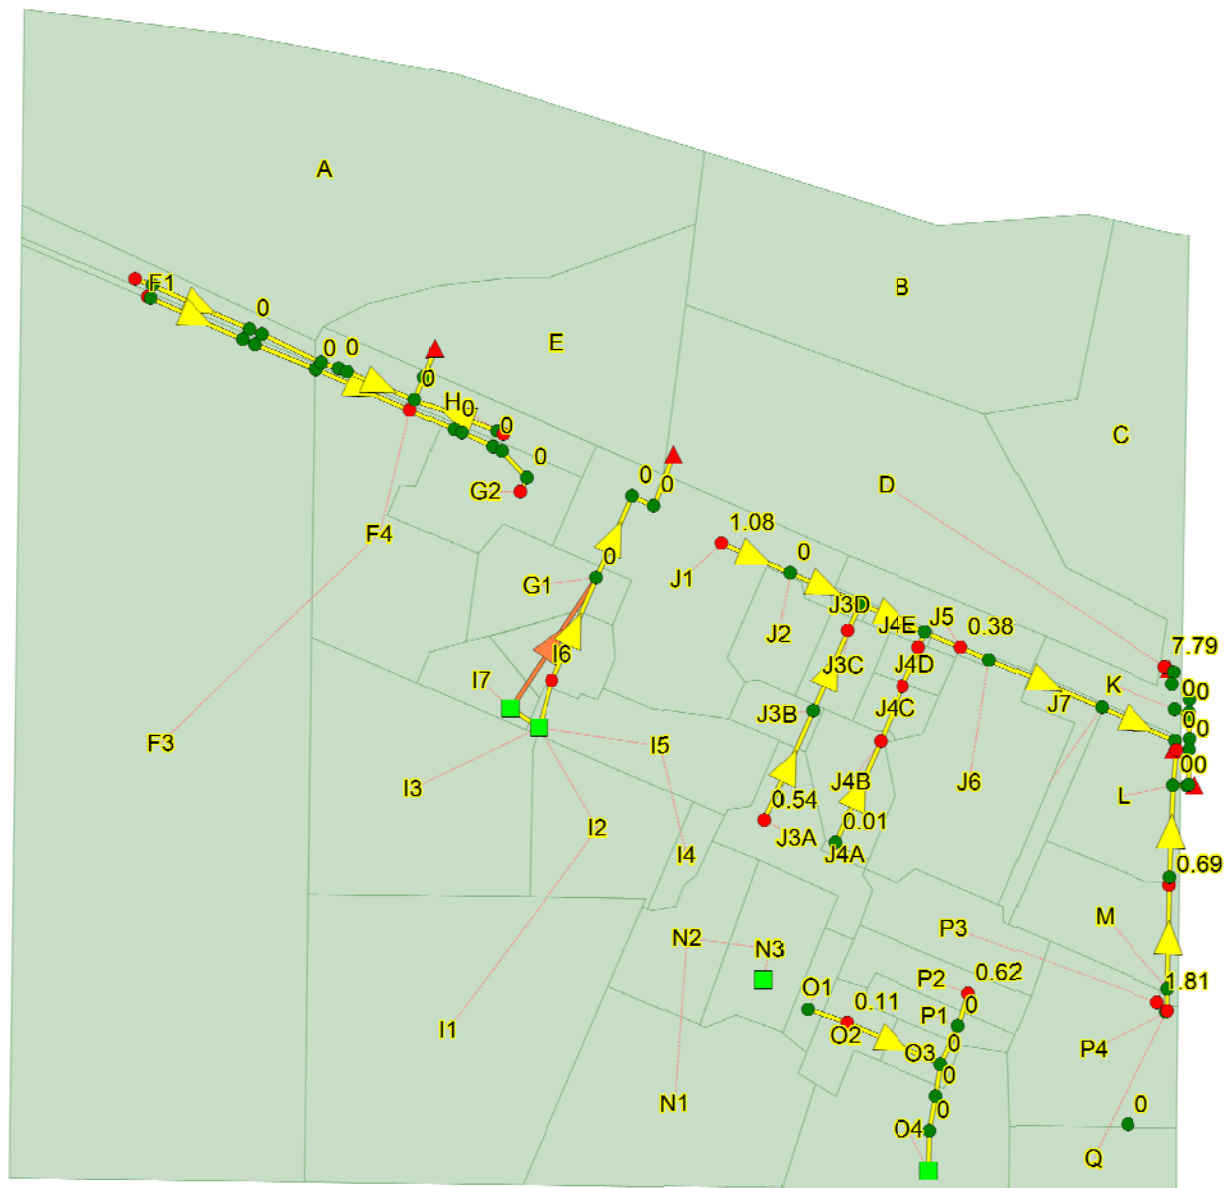 A
B
F1
0
E
0 0
0
H 0
0
C
0
D
G2
0 0
1.08
F4
0
0
G1
J1
J3D
J5
0.38
J4E
J2
7.79
I6
J3C
J4D
I7
K
00
J4C
J7
J3B
0
0
F3
I5
00
I3
J4B
J6
L
0.54
0.01
I2
J3A
I4
J4A
0.69
M
P3
N2
N3
P2
0.62
1.81
O1
0.11
0
P1
I1
O2
O3
0
P4
0
N1
0
0
O4
Q